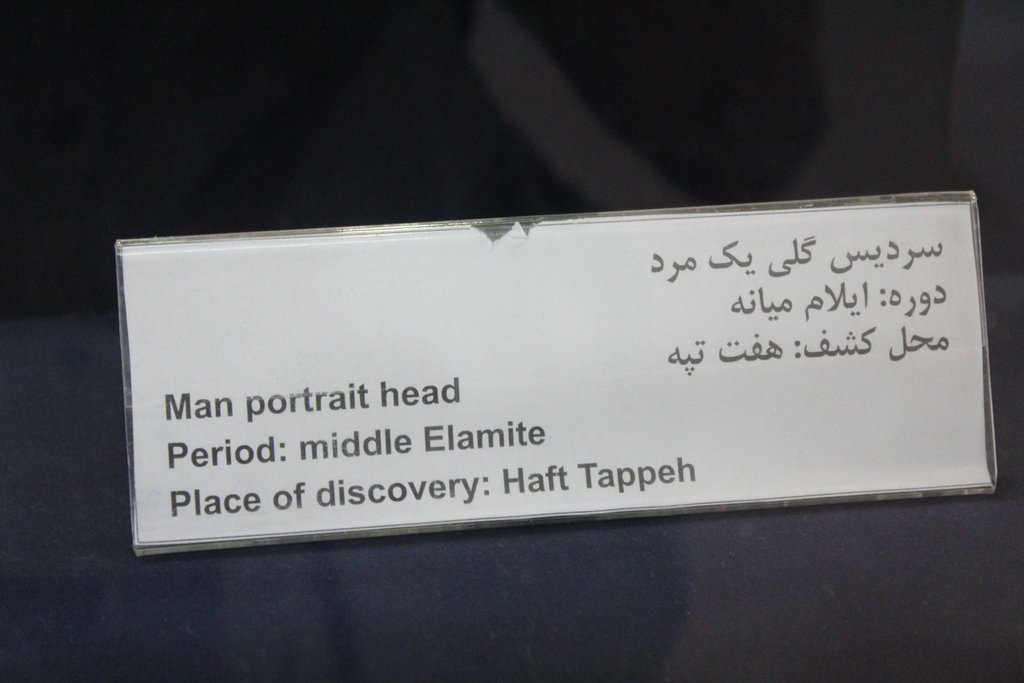 سردیس گلی یک مرد
دوره: ایلام میانه
محل کشف: هفت تپه
Man portrait head
Period: middle Elamite
Place of discovery: Haft Tappeh